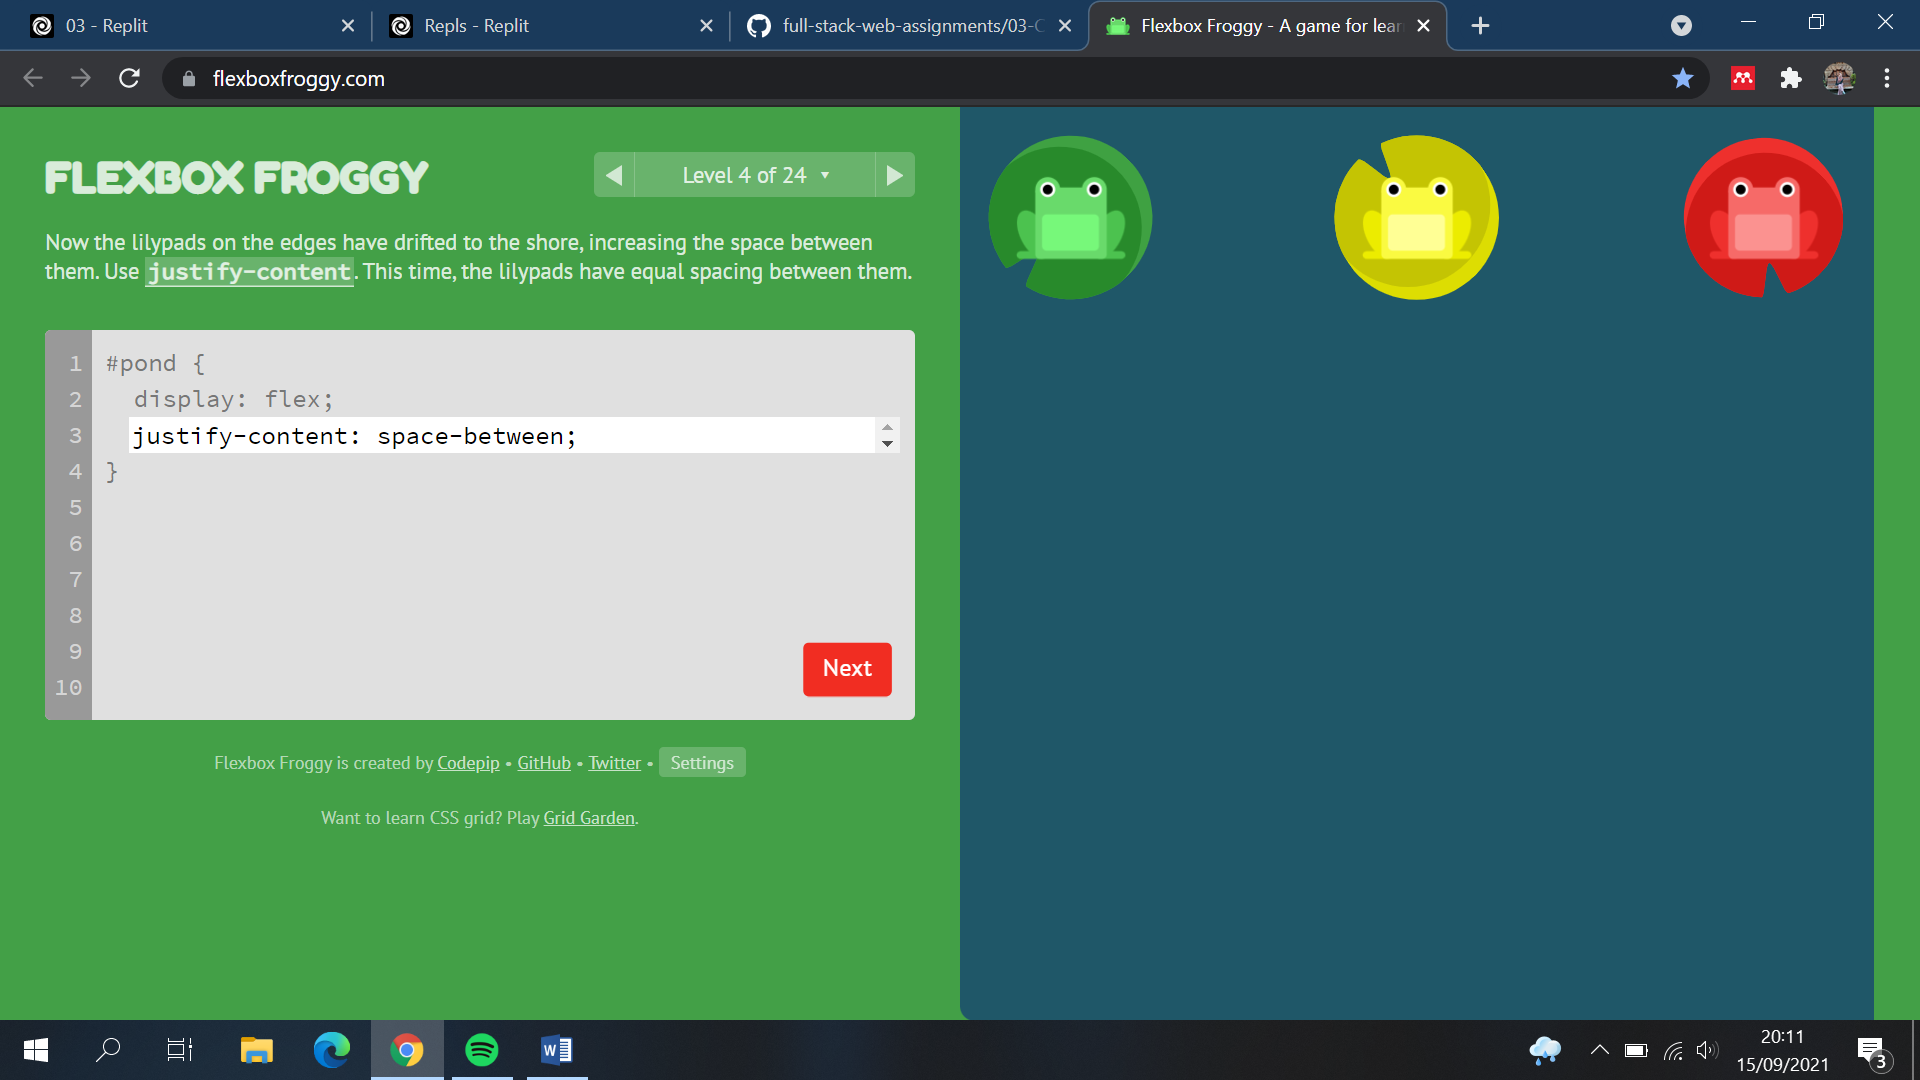 03 - Replit
Repls - Replit
full-stack-web-assignments/03-C
Flexbox Froggy - A game for lear
flexboxfroggy.com
FLEXBOX FROGGY
Level 4 of 24
Now the lilypads on the edges have drifted to the shore, increasing the space between
them. Use justify-content. This time, the lilypads have equal spacing between them.
1 #pond {
2 display: flex;
3 justify-content: space-between;
4 }
5
6
7
8
9
10
Next
Flexbox Froggy is created by Codepip • GitHub • Twitter • Settings
Want to learn CSS grid? Play Grid Garden.
W
20:11
15/09/2021
3